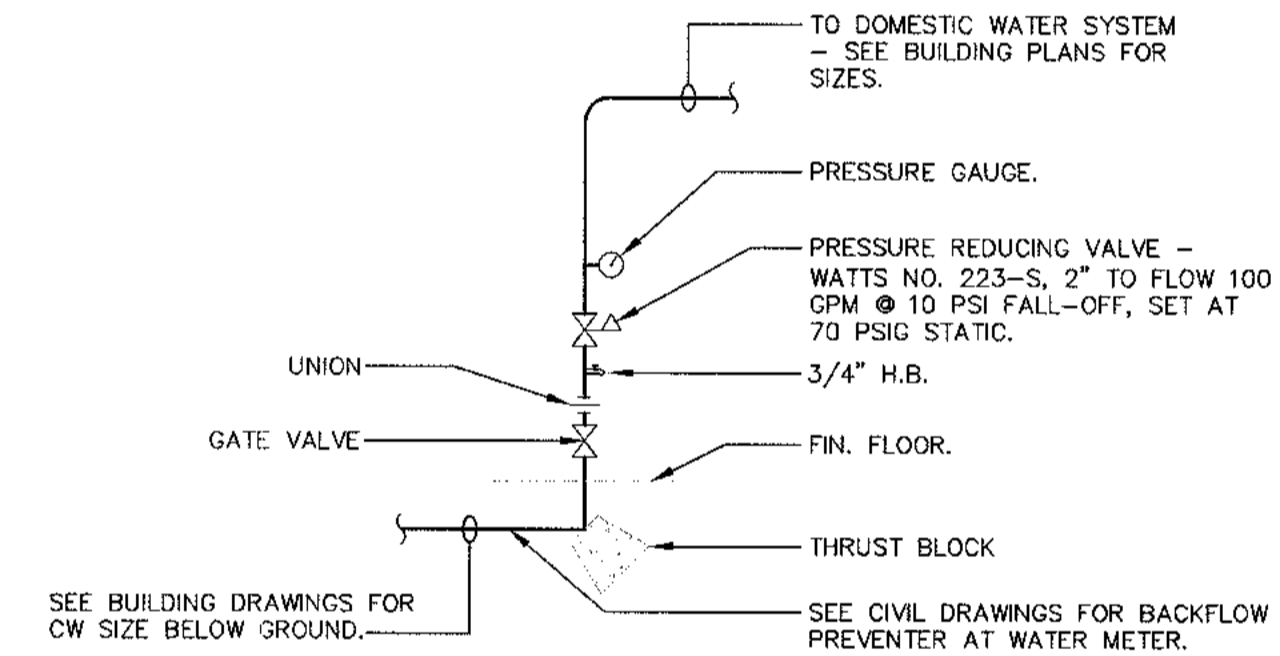 TO DOMESTIC WATER SYSTEM
– SEE BUILDING PLANS FOR
SIZES.
PRESSURE GAUGE.
PRESSURE REDUCING VALVE –
WATTS NO. 223-S, 2" TO FLOW 100
GPM @ 10 PSI FALL-OFF, SET AT
70 PSIG STATIC.
UNION
3/4" H.B.
GATE VALVE
FIN. FLOOR.
THRUST BLOCK
SEE BUILDING DRAWINGS FOR
CW SIZE BELOW GROUND.
SEE CIVIL DRAWINGS FOR BACKFLOW
PREVENTER AT WATER METER.